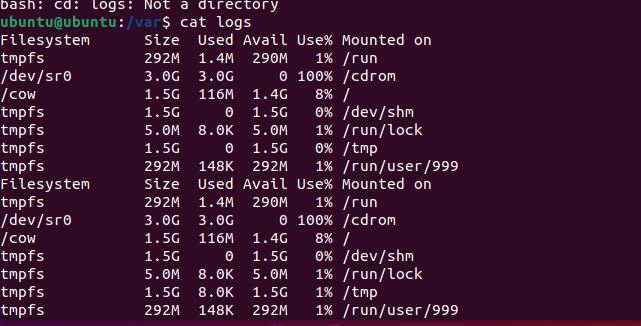 bash: cd: logs: Not a directory
ubuntu@ubuntu:/var$ cat logs
Filesystem      Size  Used Avail Use% Mounted on
tmpfs           292M  1.4M  290M   1% /run
/dev/sr0        3.0G  3.0G     0 100% /cdrom
/cow            1.5G  116M  1.4G   8% /
tmpfs           1.5G     0  1.5G   0% /dev/shm
tmpfs           5.0M  8.0K  5.0M   1% /run/lock
tmpfs           1.5G     0  1.5G   0% /tmp
tmpfs           292M  148K  292M   1% /run/user/999
Filesystem      Size  Used Avail Use% Mounted on
tmpfs           292M  1.4M  290M   1% /run
/dev/sr0        3.0G  3.0G     0 100% /cdrom
/cow            1.5G  116M  1.4G   8% /
tmpfs           1.5G     0  1.5G   0% /dev/shm
tmpfs           5.0M  8.0K  5.0M   1% /run/lock
tmpfs           1.5G  8.0K  1.5G   1% /tmp
tmpfs           292M  148K  292M   1% /run/user/999